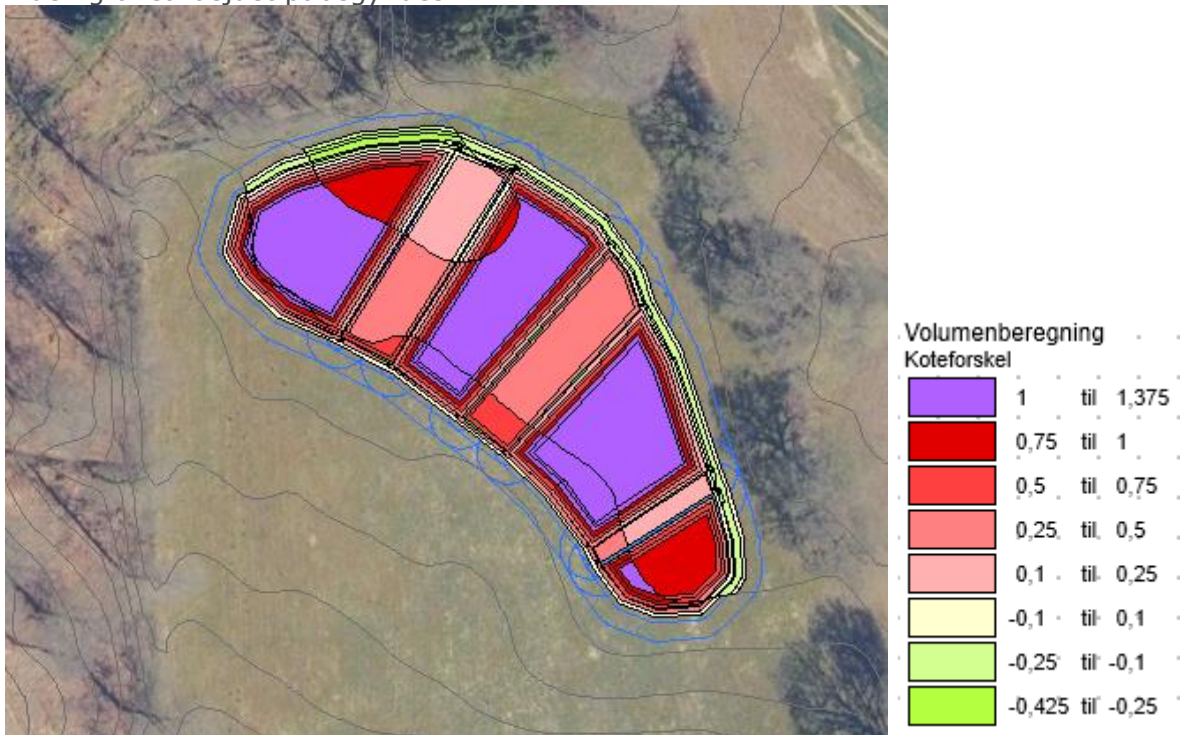 Volumenberegning
Koteforskel
1 til 1,375
0,75 til 1
0,5 til 0,75
0,25 til 0,5
0,1 til 0,25
-0,1 til 0,1
-0,25 til -0,1
-0,425 til -0,25